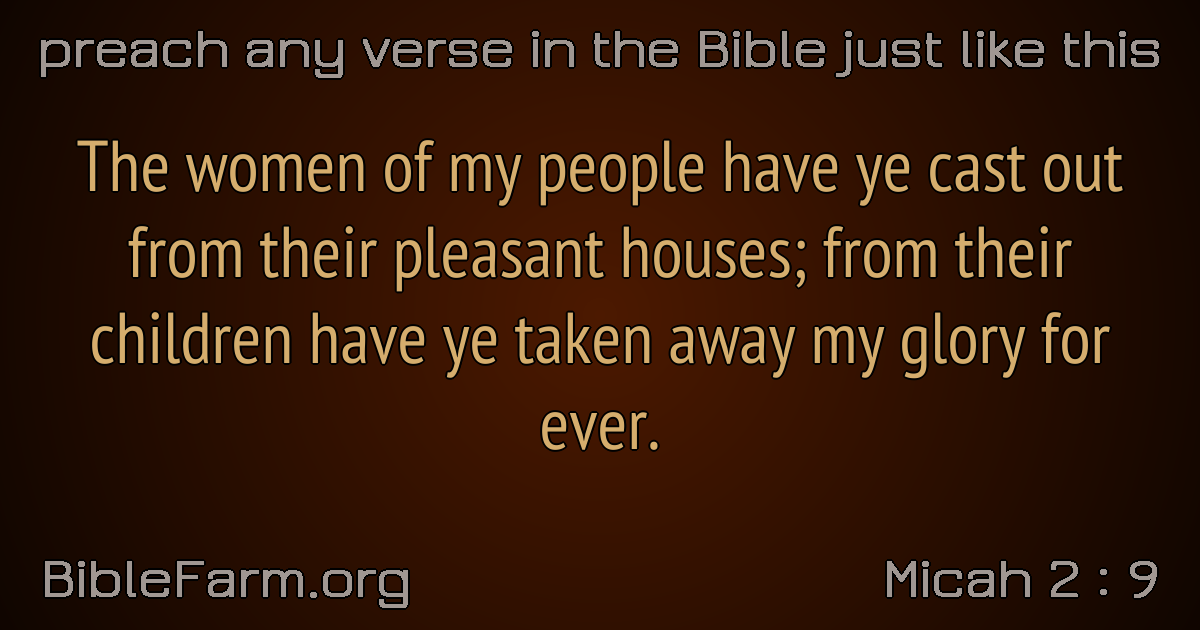 preach any verse in the Bible just like this
The women of my people have ye cast out
from their pleasant houses; from their
children have ye taken away my glory for
ever.
BibleFarm.org
Micah 2 : 9